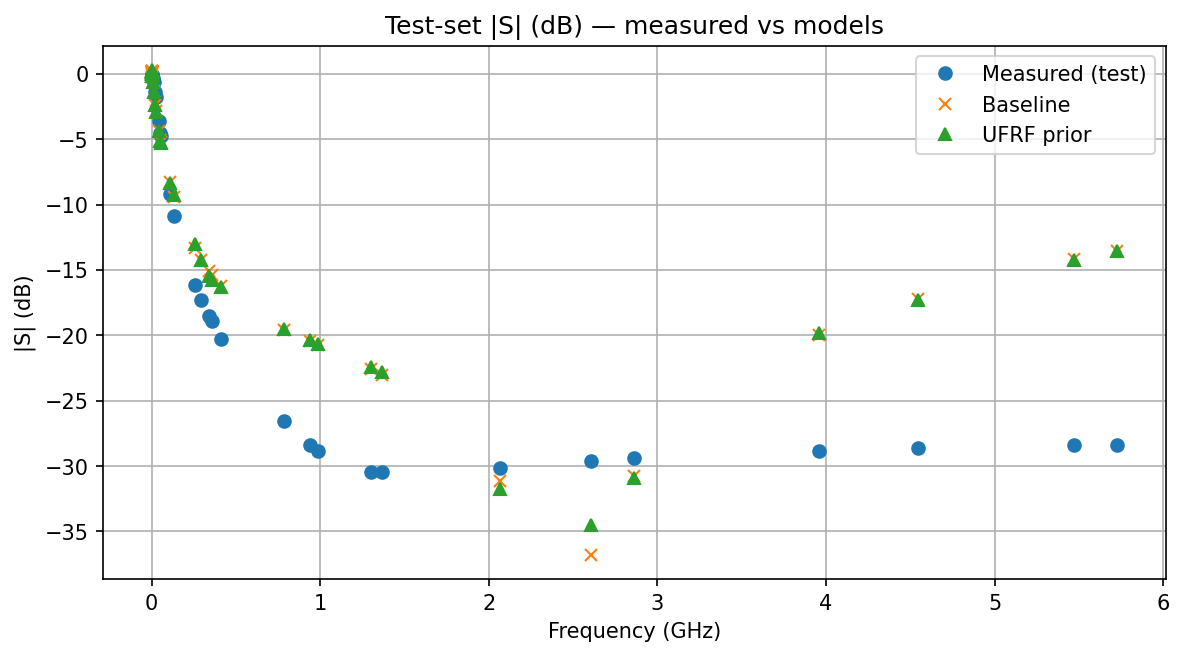 Test-set |S| (dB) — measured vs models
Measured (test)
Baseline
UFRF prior
|S| (dB)
0
−5
−10
−15
−20
−25
−30
−35
0 1 2 3 4 5 6
Frequency (GHz)